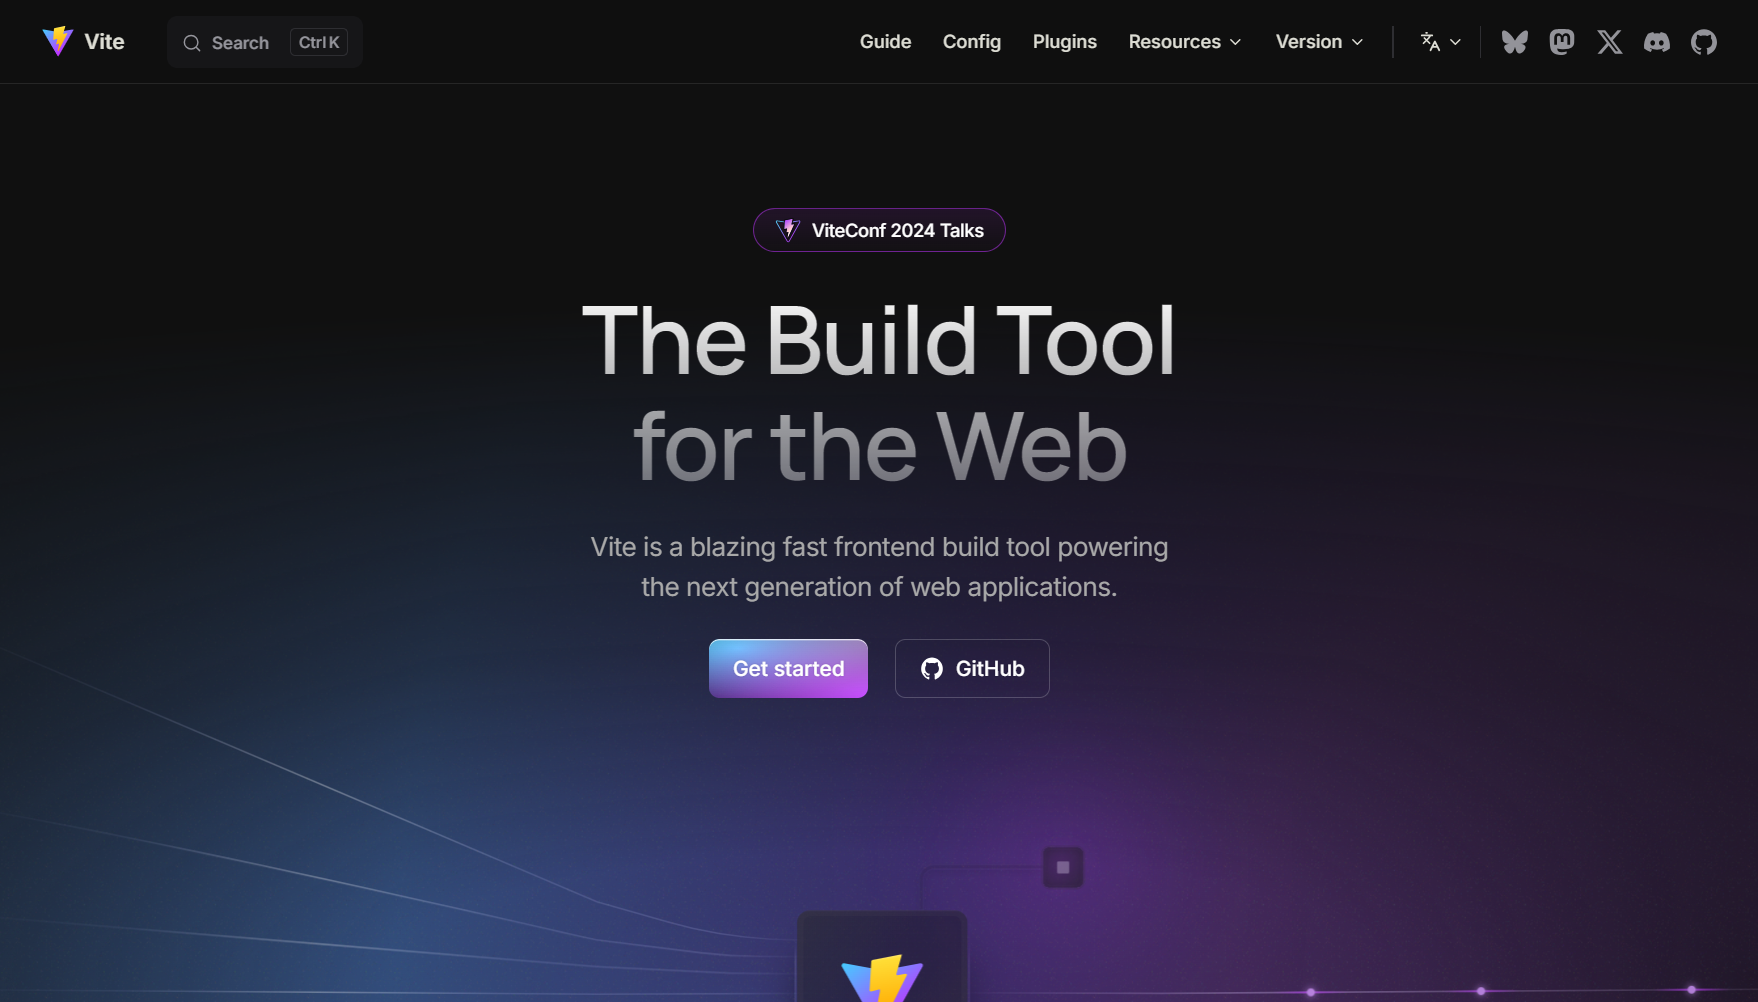 Vite
Search
Ctrl K
Guide
Config
Plugins
Resources
Version
ViteConf 2024 Talks
The Build Tool
for the Web
Vite is a blazing fast frontend build tool powering
the next generation of web applications.
Get started
GitHub